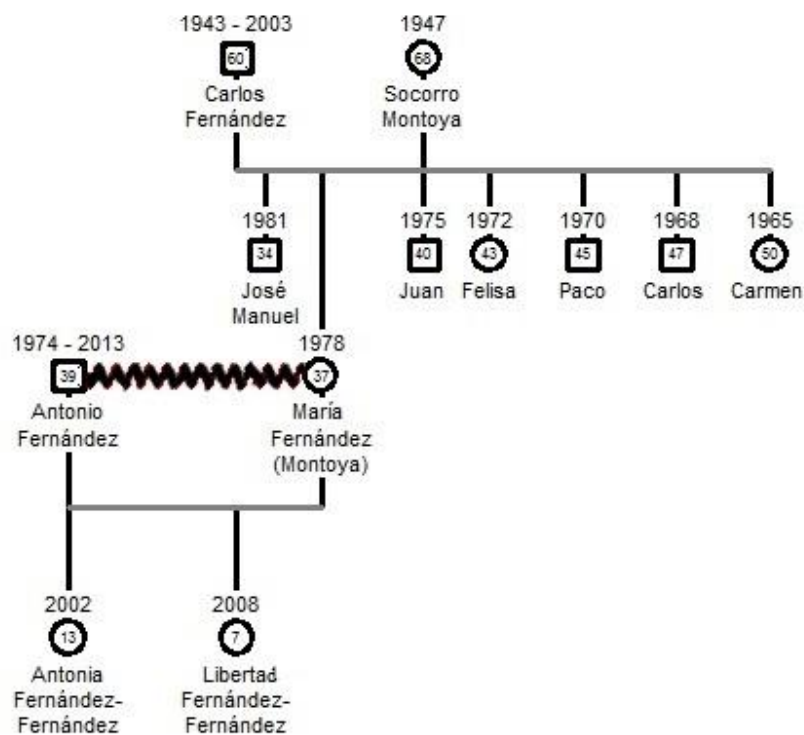 1943 - 2003
1947
60
68
Carlos
Fernández
Socorro
Montoya
1981
1975
1972
1970
1968
1965
34
40
43
45
47
50
José
Manuel
Juan
Felisa
Paco
Carlos
Carmen
1974 - 2013
1978
39
37
Antonio
Fernández
María
Fernández
(Montoya)
2002
2008
13
7
Antonia
Fernández-
Fernández
Libertad
Fernández-
Fernández